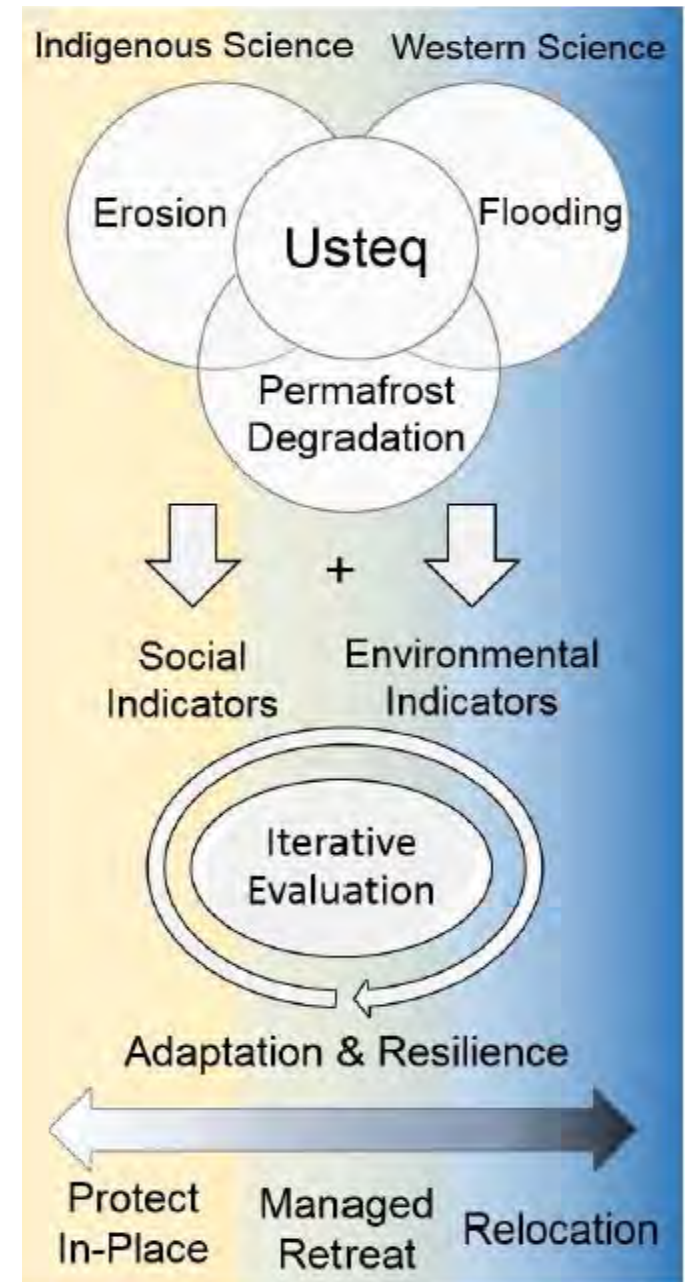 Indigenous Science Western Science
Erosion
Usteq
Flooding
Permafrost
Degradation
+
Social
Indicators
Environmental
Indicators
Iterative
Evaluation
Adaptation & Resilience
Protect
In-Place
Managed
Retreat
Relocation